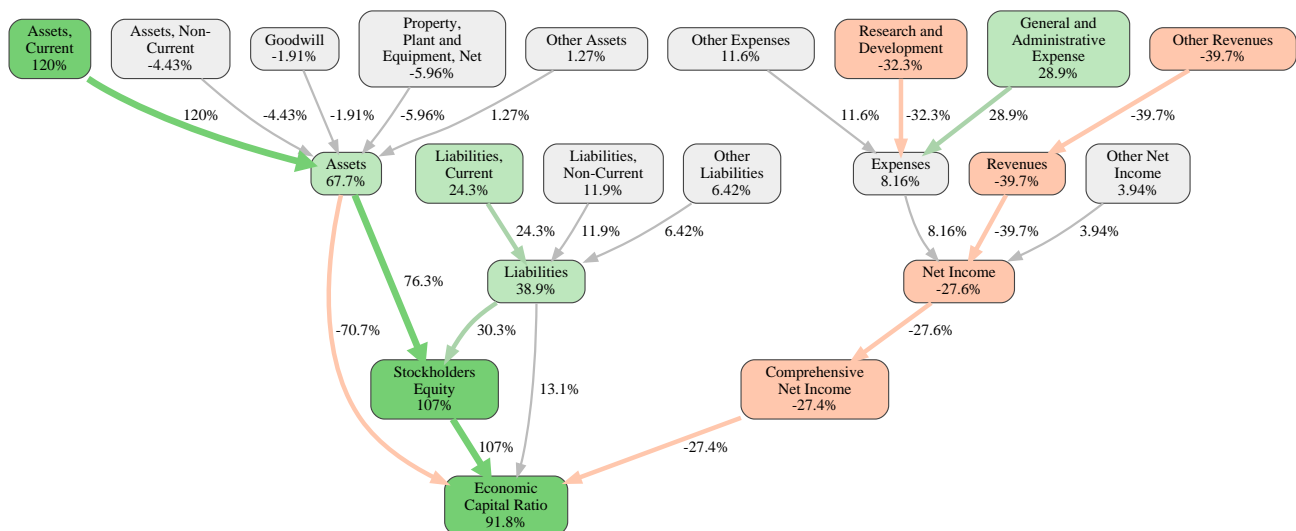 Assets,
Current
120%
Assets, Non-
Current
-4.43%
Goodwill
-1.91%
Property,
Plant and
Equipment, Net
-5.96%
Other Assets
1.27%
Other Expenses
11.6%
Research and
Development
-32.3%
General and
Administrative
Expense
28.9%
Other Revenues
-39.7%
120%
-4.43%
-1.91%
-5.96%
1.27%
11.6%
-32.3%
28.9%
-39.7%
Assets
67.7%
Liabilities,
Current
24.3%
Liabilities,
Non-Current
11.9%
Other
Liabilities
6.42%
Expenses
8.16%
Revenues
-39.7%
Other Net
Income
3.94%
24.3%
11.9%
6.42%
8.16%
-39.7%
3.94%
76.3%
Liabilities
38.9%
Net Income
-27.6%
-70.7%
30.3%
-27.6%
Stockholders
Equity
107%
13.1%
Comprehensive
Net Income
-27.4%
107%
-27.4%
Economic
Capital Ratio
91.8%